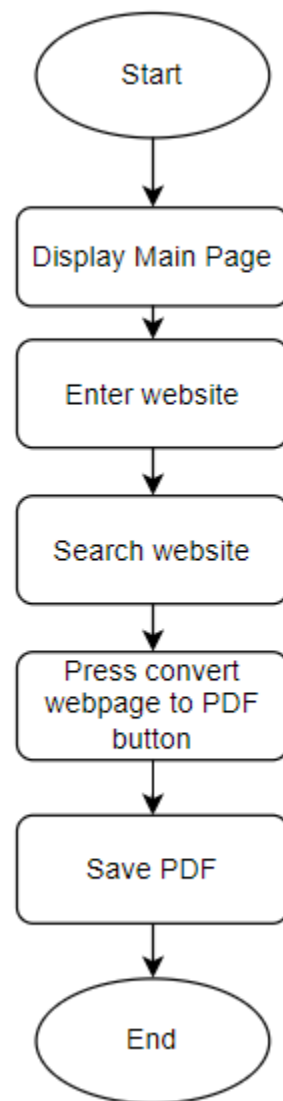 Start
Display Main Page
Enter website
Search website
Press convert
webpage to PDF
button
Save PDF
End